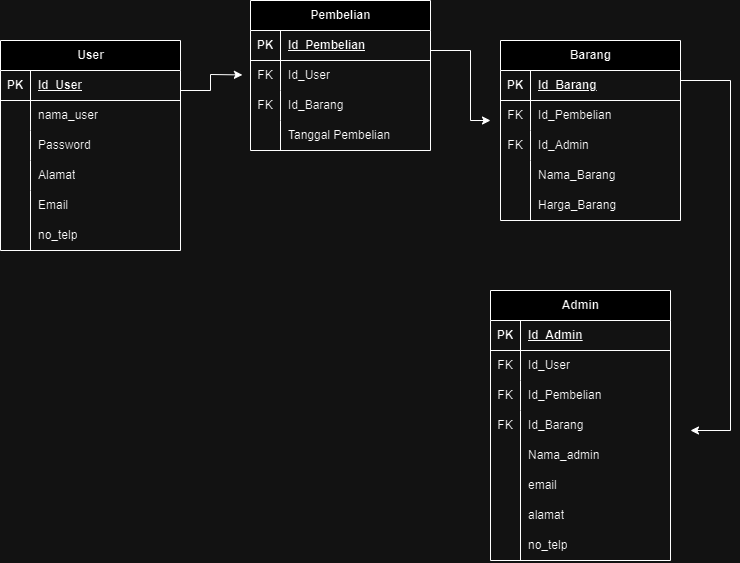 User
PK Id_User
nama_user
Password
Alamat
Email
no_telp
Pembelian
PK Id_Pembelian
FK Id_User
FK Id_Barang
Tanggal Pembelian
Barang
PK Id_Barang
FK Id_Pembelian
FK Id_Admin
Nama_Barang
Harga_Barang
Admin
PK Id_Admin
FK Id_User
FK Id_Pembelian
FK Id_Barang
Nama_admin
email
alamat
no_telp